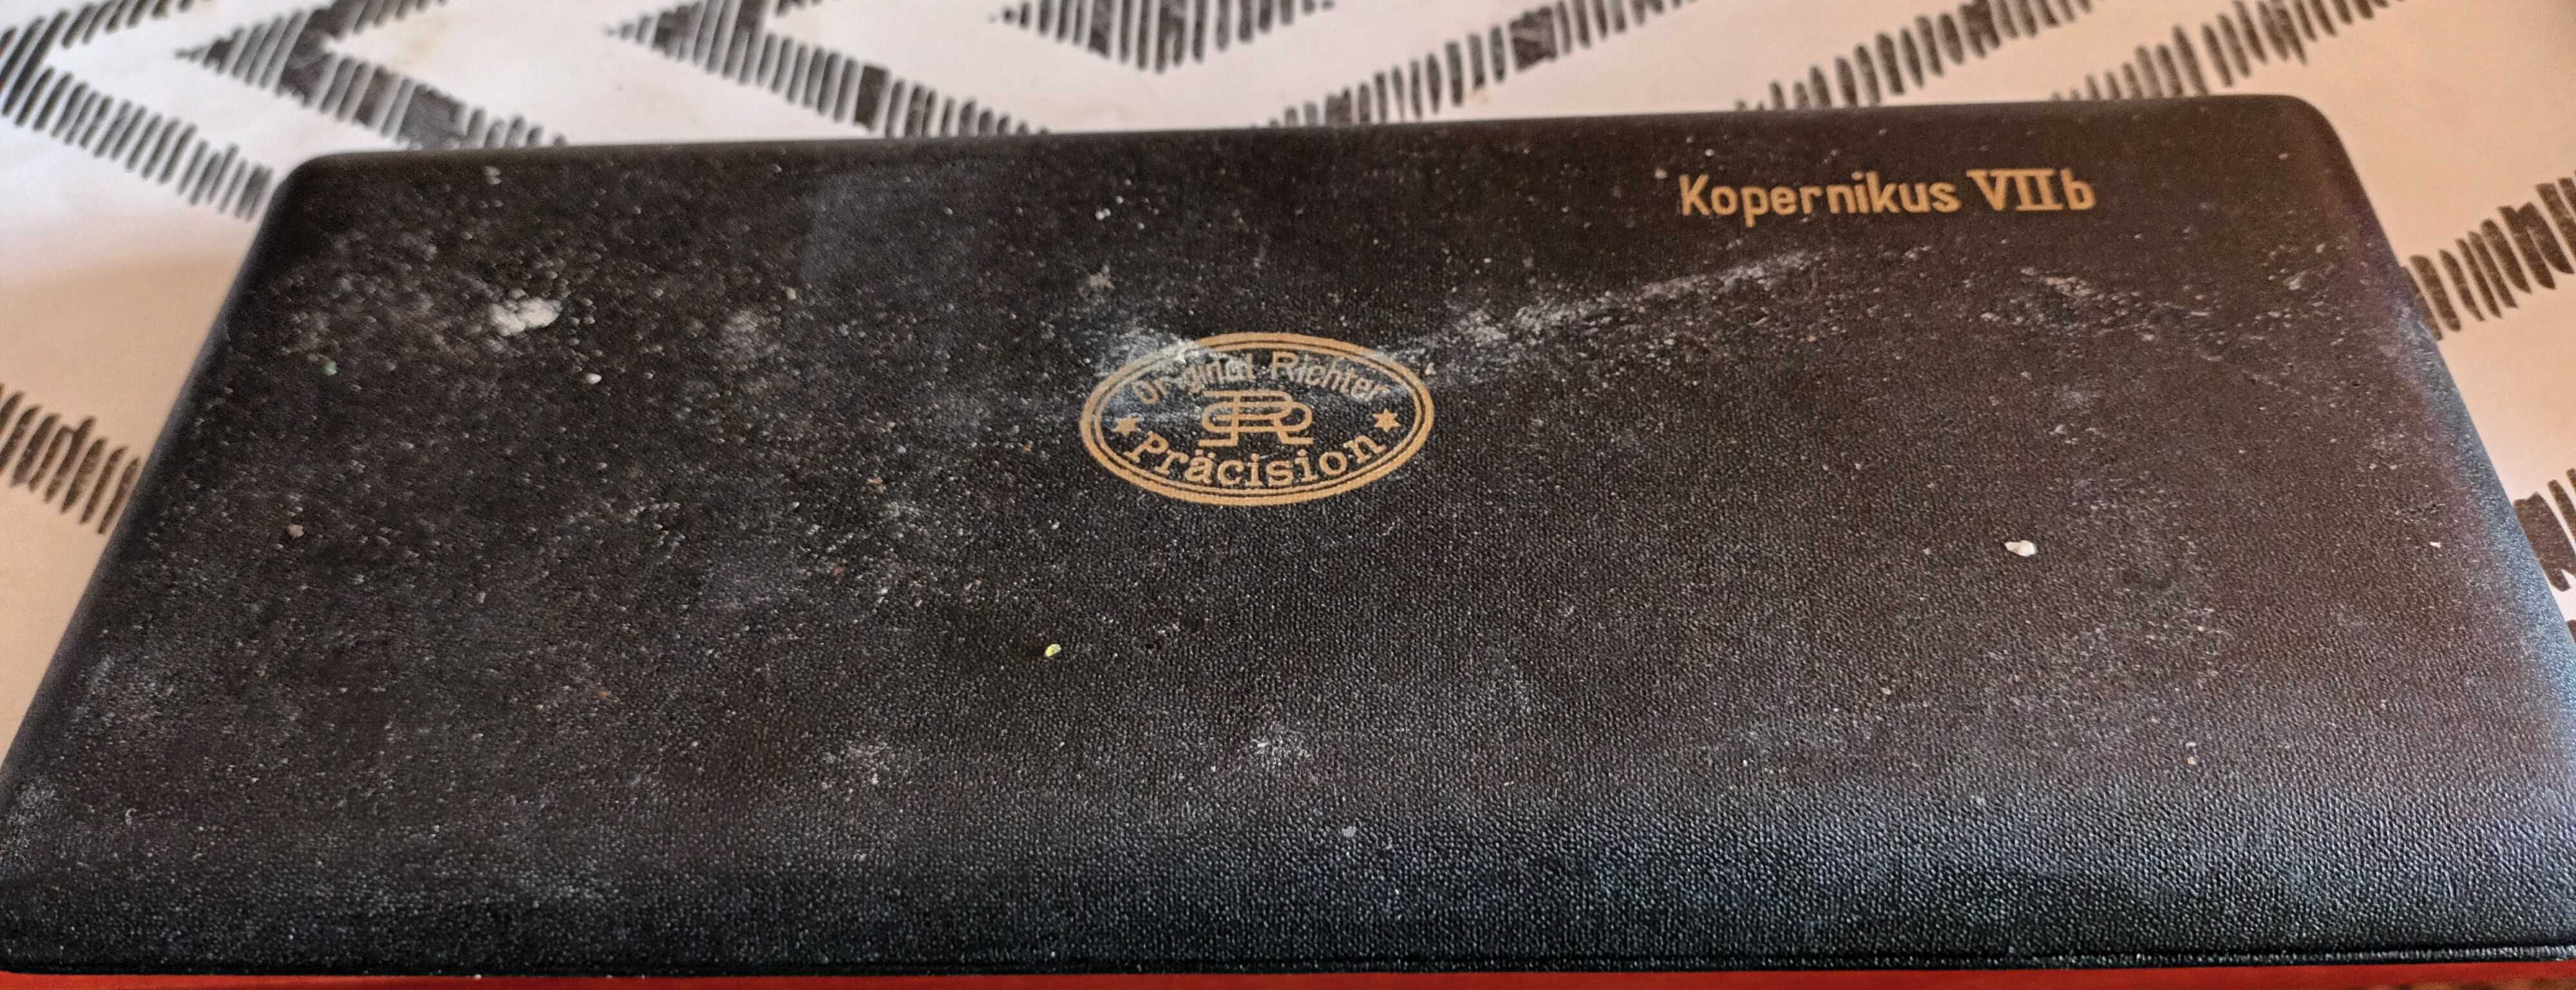 Kopernikus VIIb
Original Richter
R
Präcision